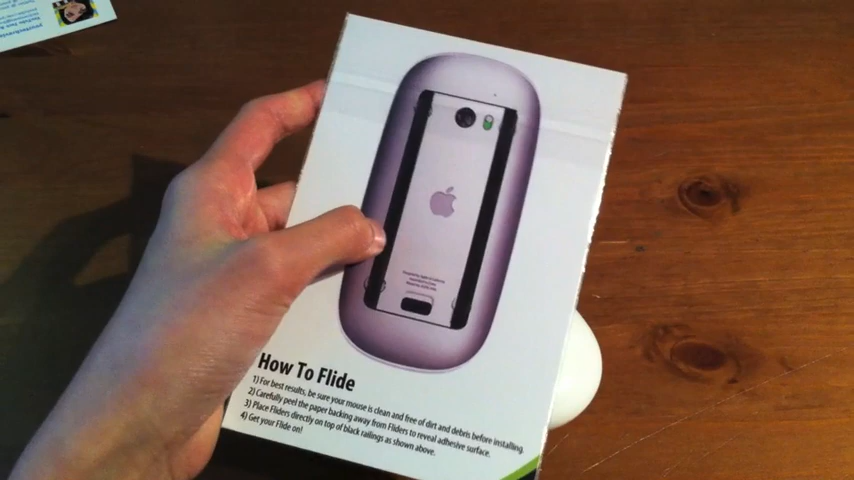 How To Flide
1) For best results, be sure your mouse is clean and free of dirt and debris before installing.
2) Carefully peel the paper backing away from Fliders to reveal adhesive surface.
3) Place Fliders directly on top of black railings as shown above.
4) Get your Flide on!